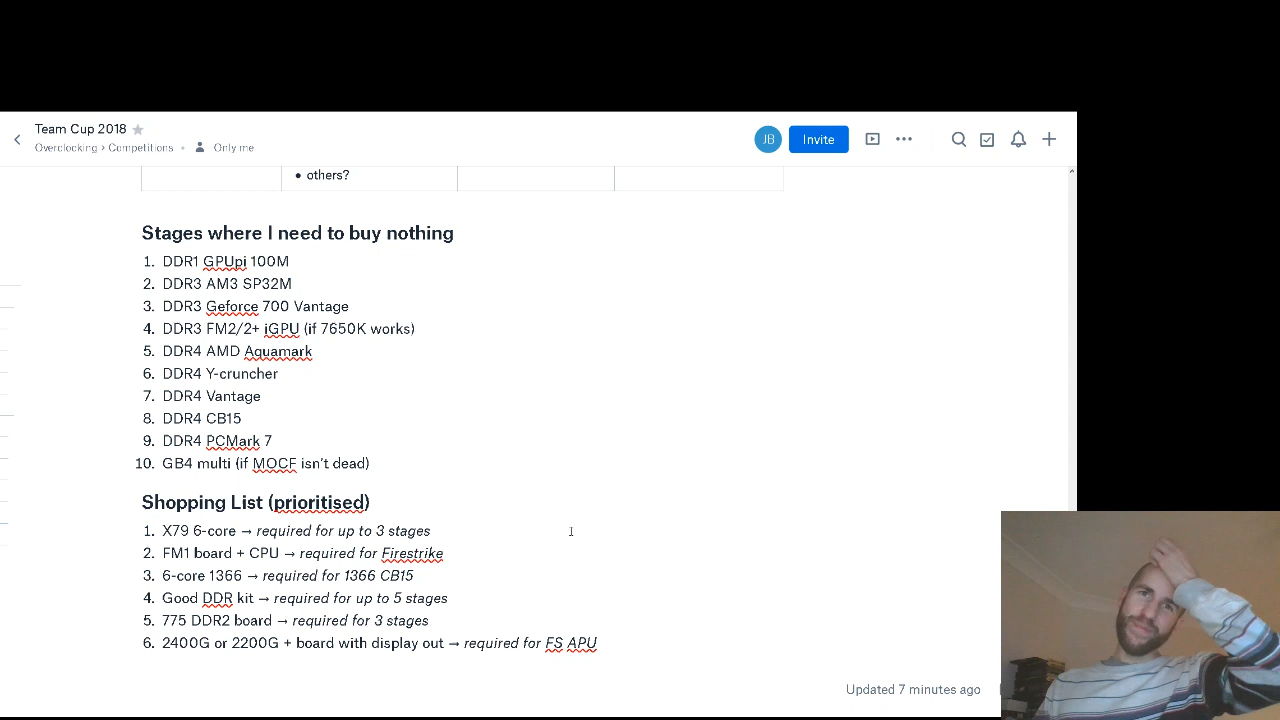 Team Cup 2018
Overclocking > Competitions • Only me
JB
Invite
• others?
Stages where I need to buy nothing
1. DDR1 GPUpi 100M
2. DDR3 AM3 SP32M
3. DDR3 Geforce 700 Vantage
4. DDR3 FM2/2+ iGPU (if 7650K works)
5. DDR4 AMD Aquamark
6. DDR4 Y-cruncher
7. DDR4 Vantage
8. DDR4 CB15
9. DDR4 PCMark 7
10. GB4 multi (if MOCF isn't dead)
Shopping List (prioritised)
1. X79 6-core → required for up to 3 stages
2. FM1 board + CPU → required for Firestrike
3. 6-core 1366 → required for 1366 CB15
4. Good DDR kit → required for up to 5 stages
5. 775 DDR2 board → required for 3 stages
6. 2400G or 2200G + board with display out → required for FS APU
Updated 7 minutes ago